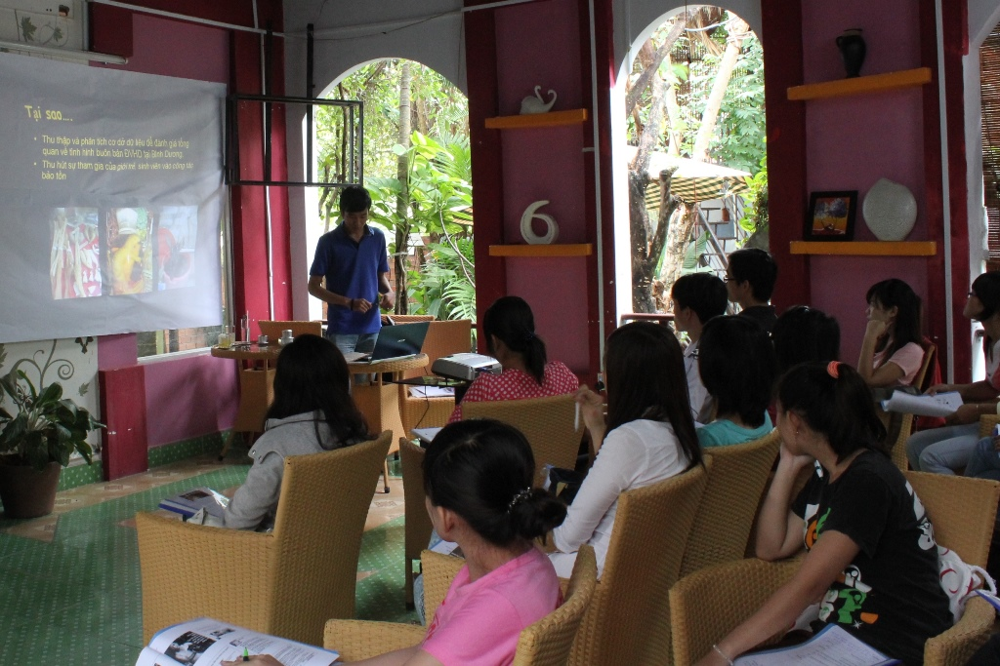 Tại sao....
• Thu thập và phân tích cơ sở dữ liệu để đánh giá tổng
quan về tình hình buôn bán ĐVHD tại Bình Dương.
• Thu hút sự tham gia của giới trẻ, sinh viên vào công tác
bảo tồn